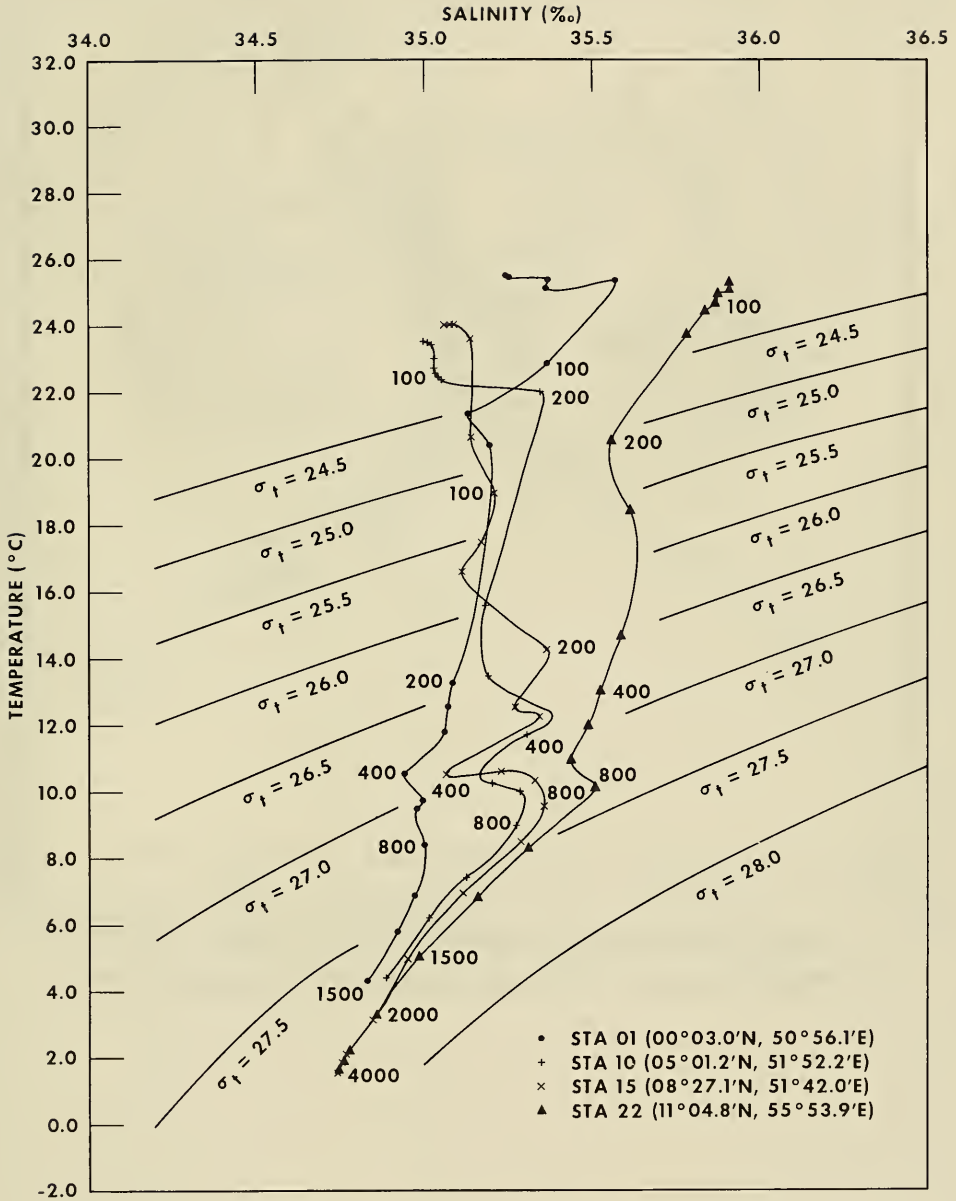 SALINITY (‰)
34.0 34.5 35.0 35.5 36.0 36.5
TEMPERATURE (°C)
32.0
30.0
28.0
26.0
24.0
22.0
20.0
18.0
16.0
14.0
12.0
10.0
8.0
6.0
4.0
2.0
0.0
-2.0
100
σt = 24.5
100
100
200
σt = 25.0
200
σt = 25.5
σt = 24.5
100
σt = 26.0
σt = 25.0
σt = 26.5
σt = 25.5
200
σt = 27.0
200
400
σt = 26.0
400
σt = 26.5
400
400
800
800
σt = 27.5
800
800
σt = 27.0
σt = 28.0
1500
1500
2000
σt = 27.5
4000
• STA 01 (00°03.0'N, 50°56.1'E)
+ STA 10 (05°01.2'N, 51°52.2'E)
× STA 15 (08°27.1'N, 51°42.0'E)
▲ STA 22 (11°04.8'N, 55°53.9'E)